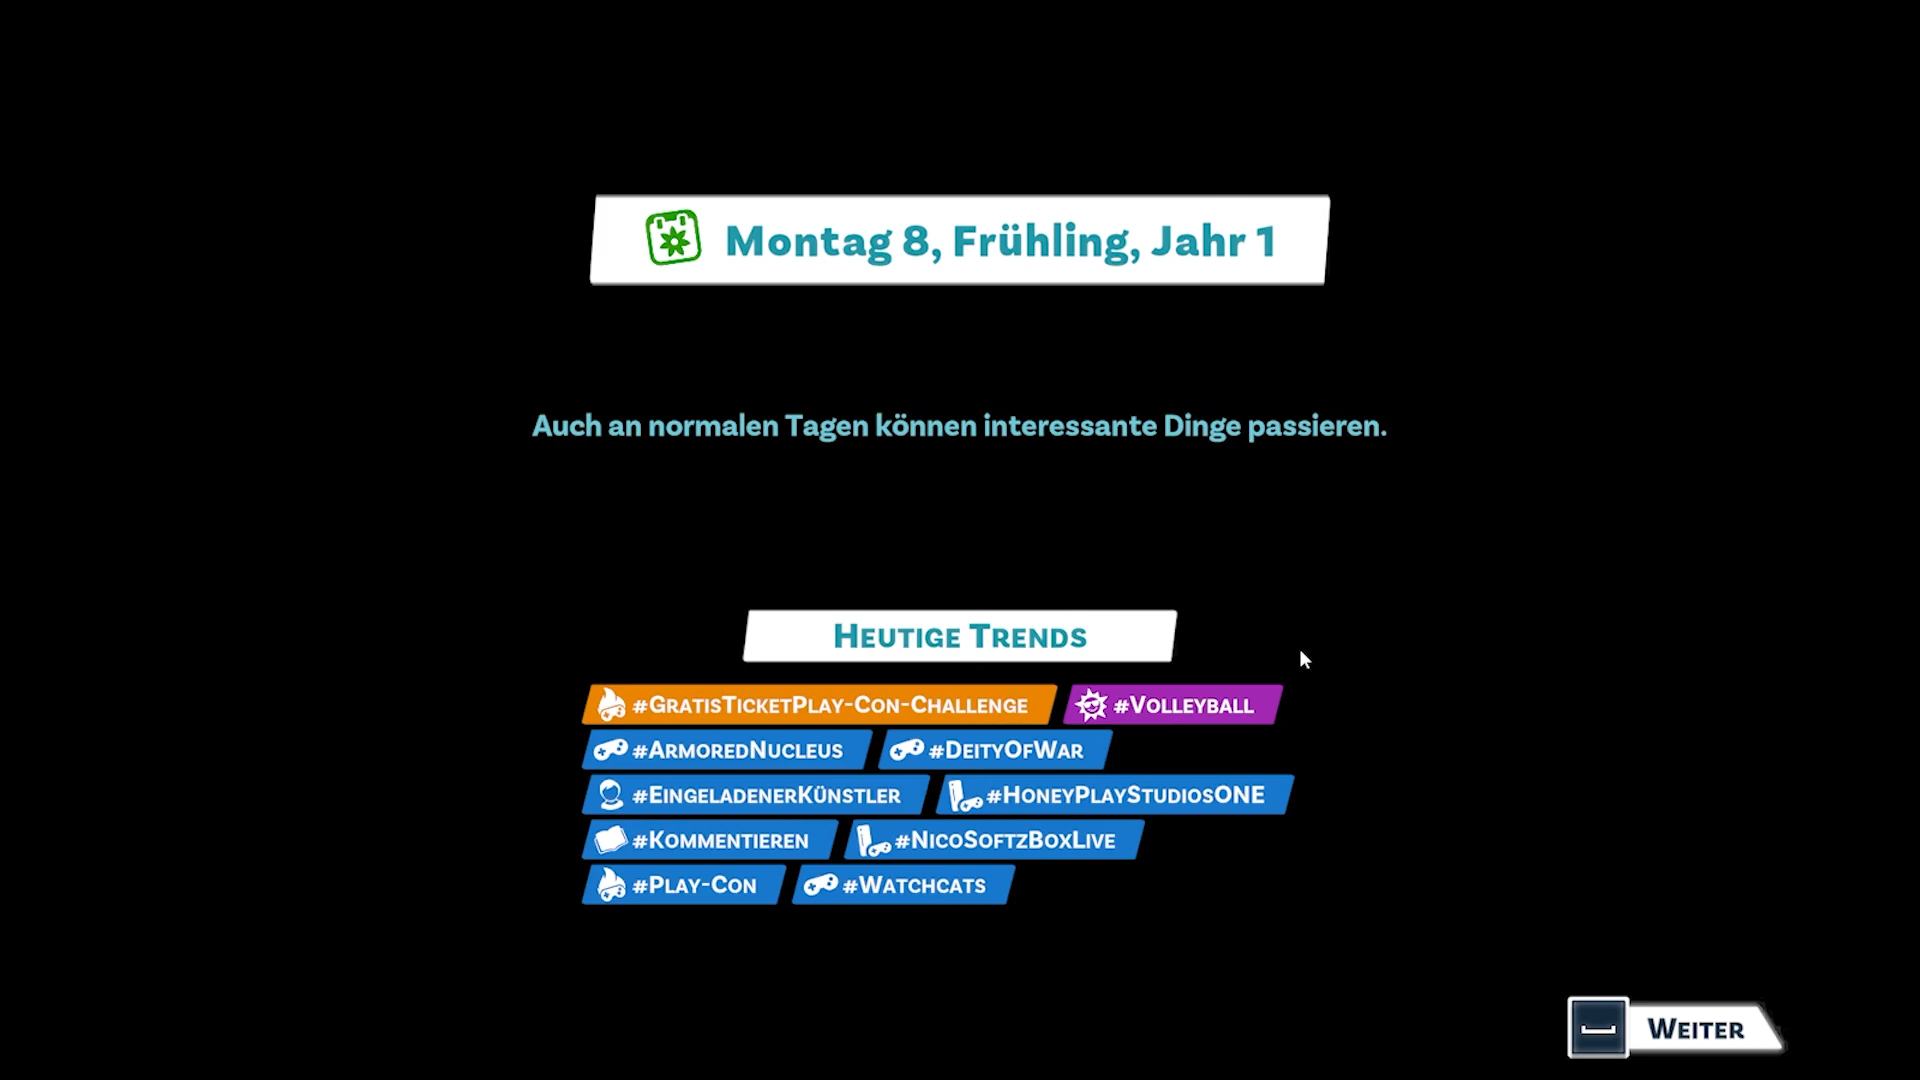 Montag 8, Frühling, Jahr 1
Auch an normalen Tagen können interessante Dinge passieren.
Heutige Trends
#GratisTicketPlay-Con-Challenge #Volleyball
#ArmoredNucleus #DeityOfWar
#EingeladenerKünstler #HoneyPlayStudiosONE
#Kommentieren #NicoSoftzBoxLive
#Play-Con #Watchcats
Weiter